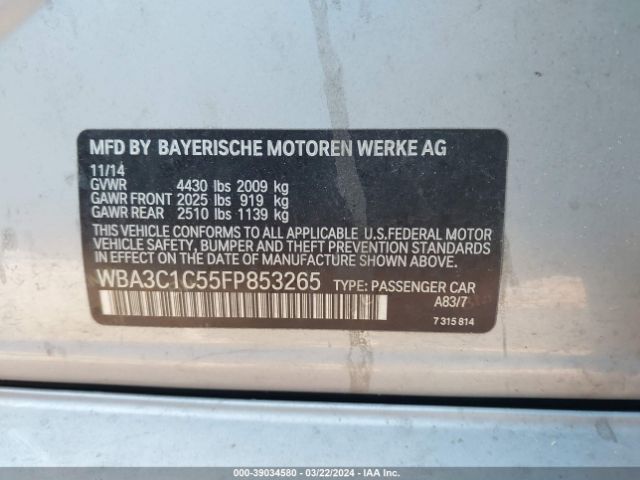 MFD BY BAYERISCHE MOTOREN WERKE AG
11/14
GVWR 4430 lbs 2009 kg
GAWR FRONT 2025 lbs 919 kg
GAWR REAR 2510 lbs 1139 kg
THIS VEHICLE CONFORMS TO ALL APPLICABLE U.S.FEDERAL MOTOR
VEHICLE SAFETY, BUMPER, AND THEFT PREVENTION STANDARDS
IN EFFECT ON THE DATE OF MANUFACTURE SHOWN ABOVE.
WBA3C1C55FP853265 TYPE: PASSENGER CAR
A83/7
7 315 814
000-39034580 - 03/22/2024 - IAA Inc.